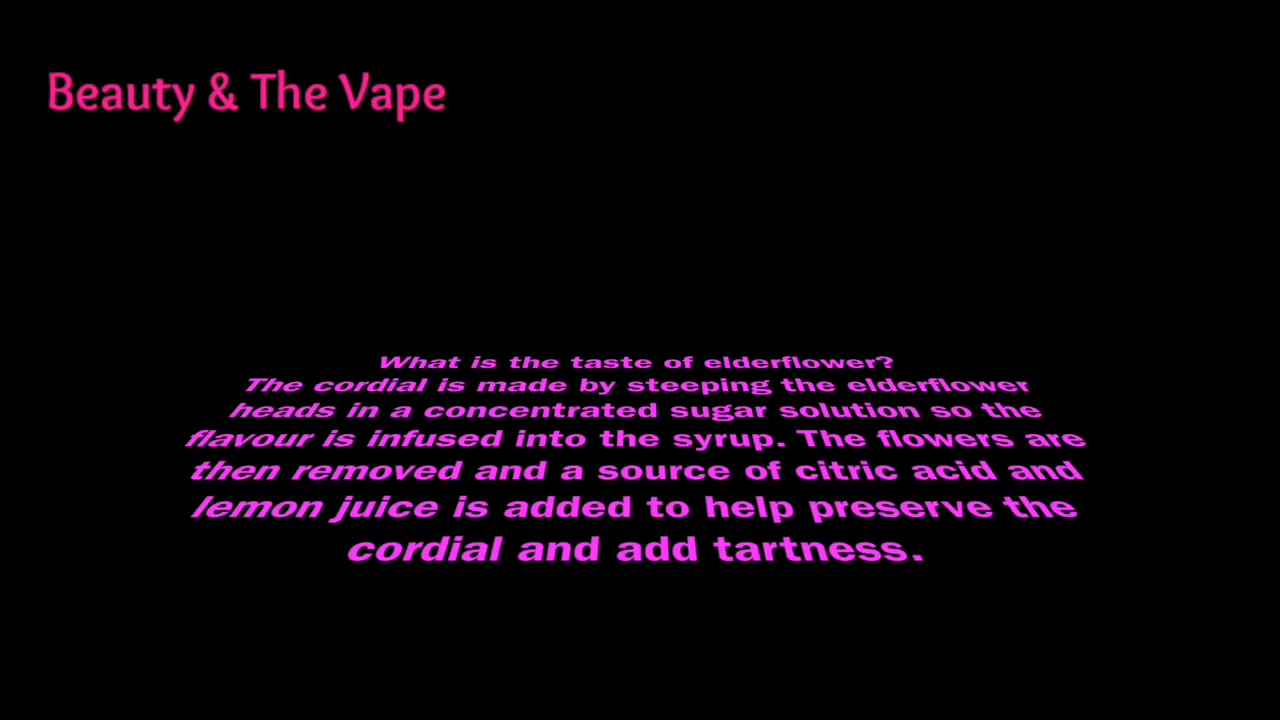 Beauty & The Vape
What is the taste of elderflower?
The cordial is made by steeping the elderflower
heads in a concentrated sugar solution so the
flavour is infused into the syrup. The flowers are
then removed and a source of citric acid and
lemon juice is added to help preserve the
cordial and add tartness.